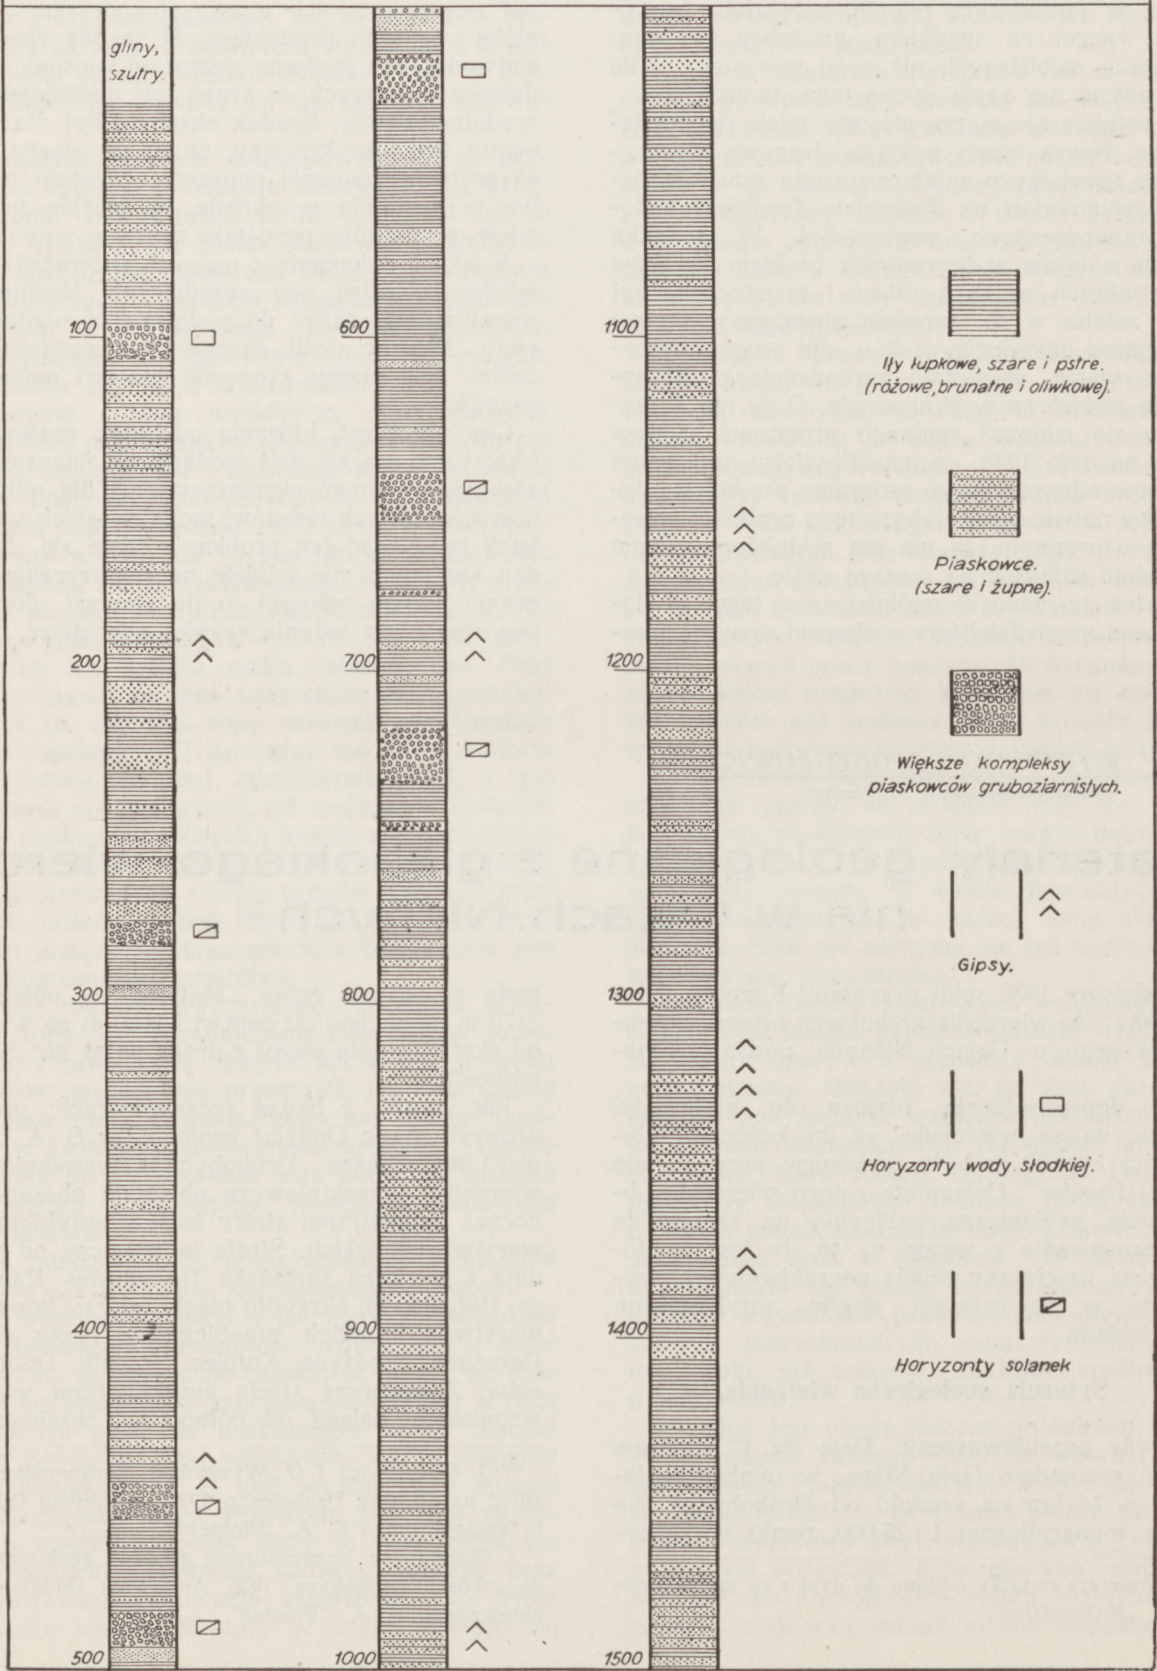 gliny,
szutry.
100
200
300
400
500
600
700
800
900
1000
1100
1200
1300
1400
1500
Iły łupkowe, szare i pstre.
(różowe, brunatne i oliwkowe).
Piaskowce.
(szare i żupne).
Większe kompleksy
piaskowców gruboziarnistych.
Gipsy.
Horyzonty wody słodkiej.
Horyzonty solanek